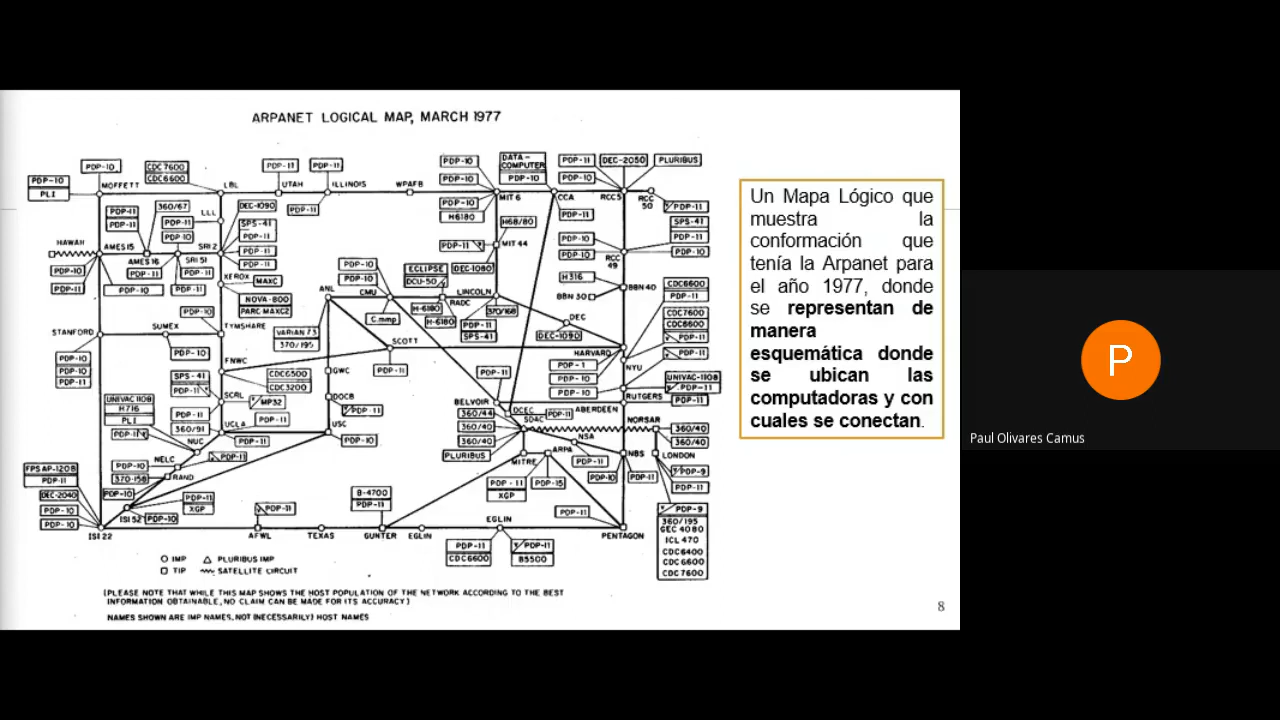 ARPANET LOGICAL MAP, MARCH 1977
PDP-10
CDC7600
CDC6600
PDP-11
PDP-11
PDP-10
DATA-
COMPUTER
PDP-10
PDP-11
DEC-2050
PLURIBUS
PDP-10
PLI
MOFFETT
LBL
UTAH
ILLINOIS
WPAFB
PDP-10
PDP-10
MIT 6
CCA
RCC5
RCC
50
PDP-11
PDP-11
PDP-11
360/67
LLL
DEC-1090
PDP-10
H6180
H68/80
PDP-11
PDP-11
SPS-41
PDP-11
PDP-10
SPS-41
PDP-11
PDP-11
PDP-11
PDP-11
PDP-10
HAWAII
AMES15
AMES16
SRI 51
SRI 2
PDP-11
MIT 44
PDP-10
PDP-10
RCC
49
PDP-10
PDP-11
PDP-11
PDP-10
PDP-11
PDP-11
XEROX
MAXC
NOVA-800
PARC-MAXC2
PDP-10
PDP-10
ECLIPSE
DCU-50
DEC-1080
H316
BBN 30
BBN 40
CDC6600
PDP-11
CDC7600
CDC6600
PDP-11
PDP-11
ANL
CMU
RADC
LINCOLN
H-6180
H-6180
370/168
PDP-11
SPS-41
DEC
DEC-1090
STANFORD
SUMEX
PDP-10
TYMSHARE
VARIAN 73
370/195
C.mmp
SCOTT
PDP-11
HARVARD
NYU
PDP-10
PDP-10
PDP-10
PDP-11
FNWC
CDC6500
CDC3200
GWC
PDP-11
PDP-1
PDP-10
PDP-10
UNIVAC-1108
PDP-11
PDP-11
RUTGERS
SPS-41
PDP-11
SCRL
MP32
DOCB
PDP-11
BELVOIR
DCEC
PDP-11
ABERDEEN
NORSAR
UNIVAC 1108
H716
PLI
PDP-11
PDP-11
360/91
UCLA
PDP-11
PDP-11
USC
PDP-10
360/44
360/40
360/40
PLURIBUS
SDAC
NSA
360/40
360/40
NUC
PDP-11
NELC
PDP-10
370-158
RAND
MITRE
ARPA
PDP-11
PDP-10
NBS
PDP-11
LONDON
PDP-9
PDP-11
FPS AP-120B
PDP-11
DEC-2040
PDP-10
PDP-10
PDP-10
PDP-11
XGP
ISI 52
PDP-10
PDP-11
B-4700
PDP-11
PDP-11
XGP
PDP-15
PDP-11
PDP-9
360/195
GEC 4080
ICL 470
CDC6400
CDC6600
CDC7600
ISI 22
AFWL
TEXAS
GUNTER
EGLIN
EGLIN
PENTAGON
PDP-11
CDC6600
PDP-11
B5500
IMP
PLURIBUS IMP
TIP
SATELLITE CIRCUIT
(PLEASE NOTE THAT WHILE THIS MAP SHOWS THE HOST POPULATION OF THE NETWORK ACCORDING TO THE BEST
INFORMATION OBTAINABLE, NO CLAIM CAN BE MADE FOR ITS ACCURACY)
NAMES SHOWN ARE IMP NAMES, NOT (NECESSARILY) HOST NAMES
Un Mapa Lógico que
muestra la
conformación que
tenía la Arpanet para
el año 1977, donde
se representan de
manera
esquemática donde
se ubican las
computadoras y con
cuales se conectan.
8
P
Paul Olivares Camus